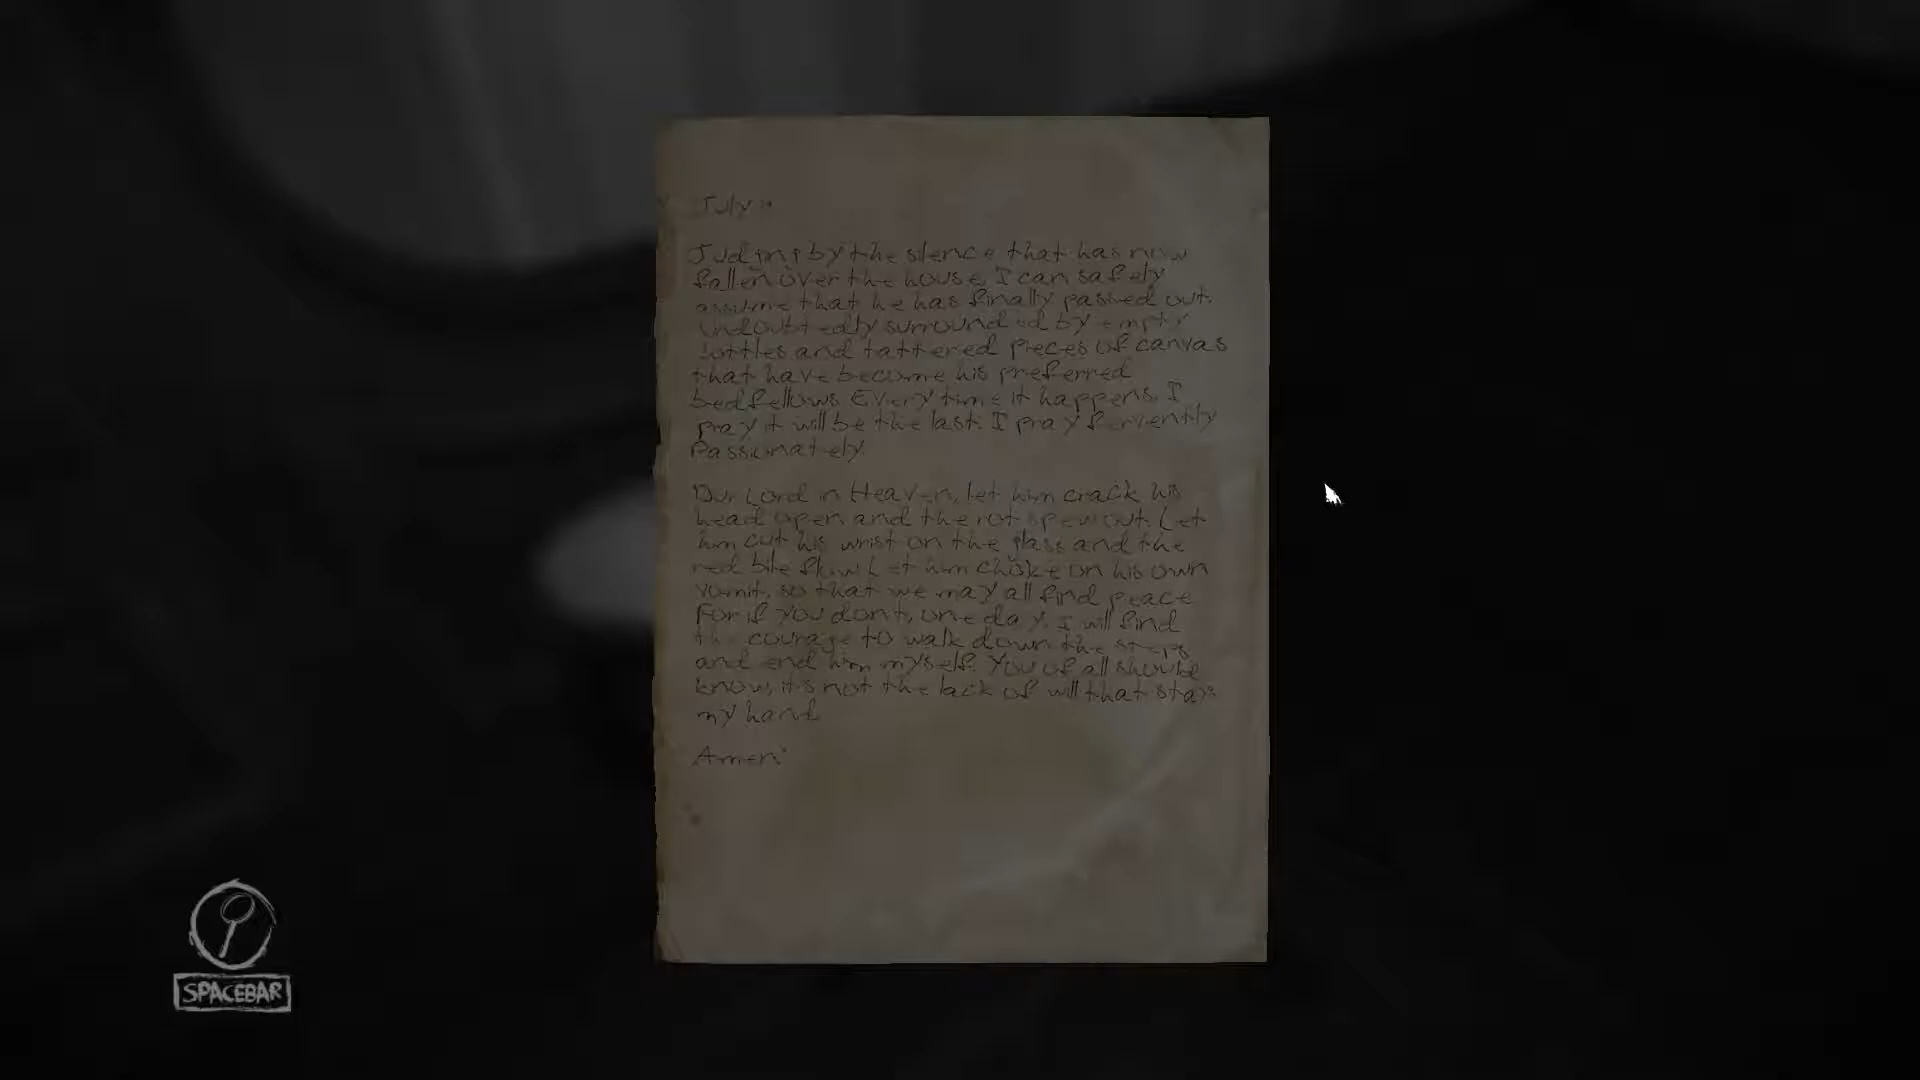 July
Judging by the silence that has now
fallen over the house, I can safely
assume that he has finally passed out.
Undoubtedly surrounded by empty
bottles and tattered pieces of canvas
that have become his preferred
bedfellows. Every time it happens, I
pray it will be the last. I pray fervently
Passionately.
Our Lord in Heaven, let him crack his
head open and the rot spew out. Let
him cut his wrist on the glass and the
red bile flow. Let him choke on his own
vomit, so that we may all find peace
For if you don't, one day, I will find
the courage to walk down the steps
and end him myself. You of all should
know, it's not the lack of will that stays
my hand.
Amen
SPACEBAR